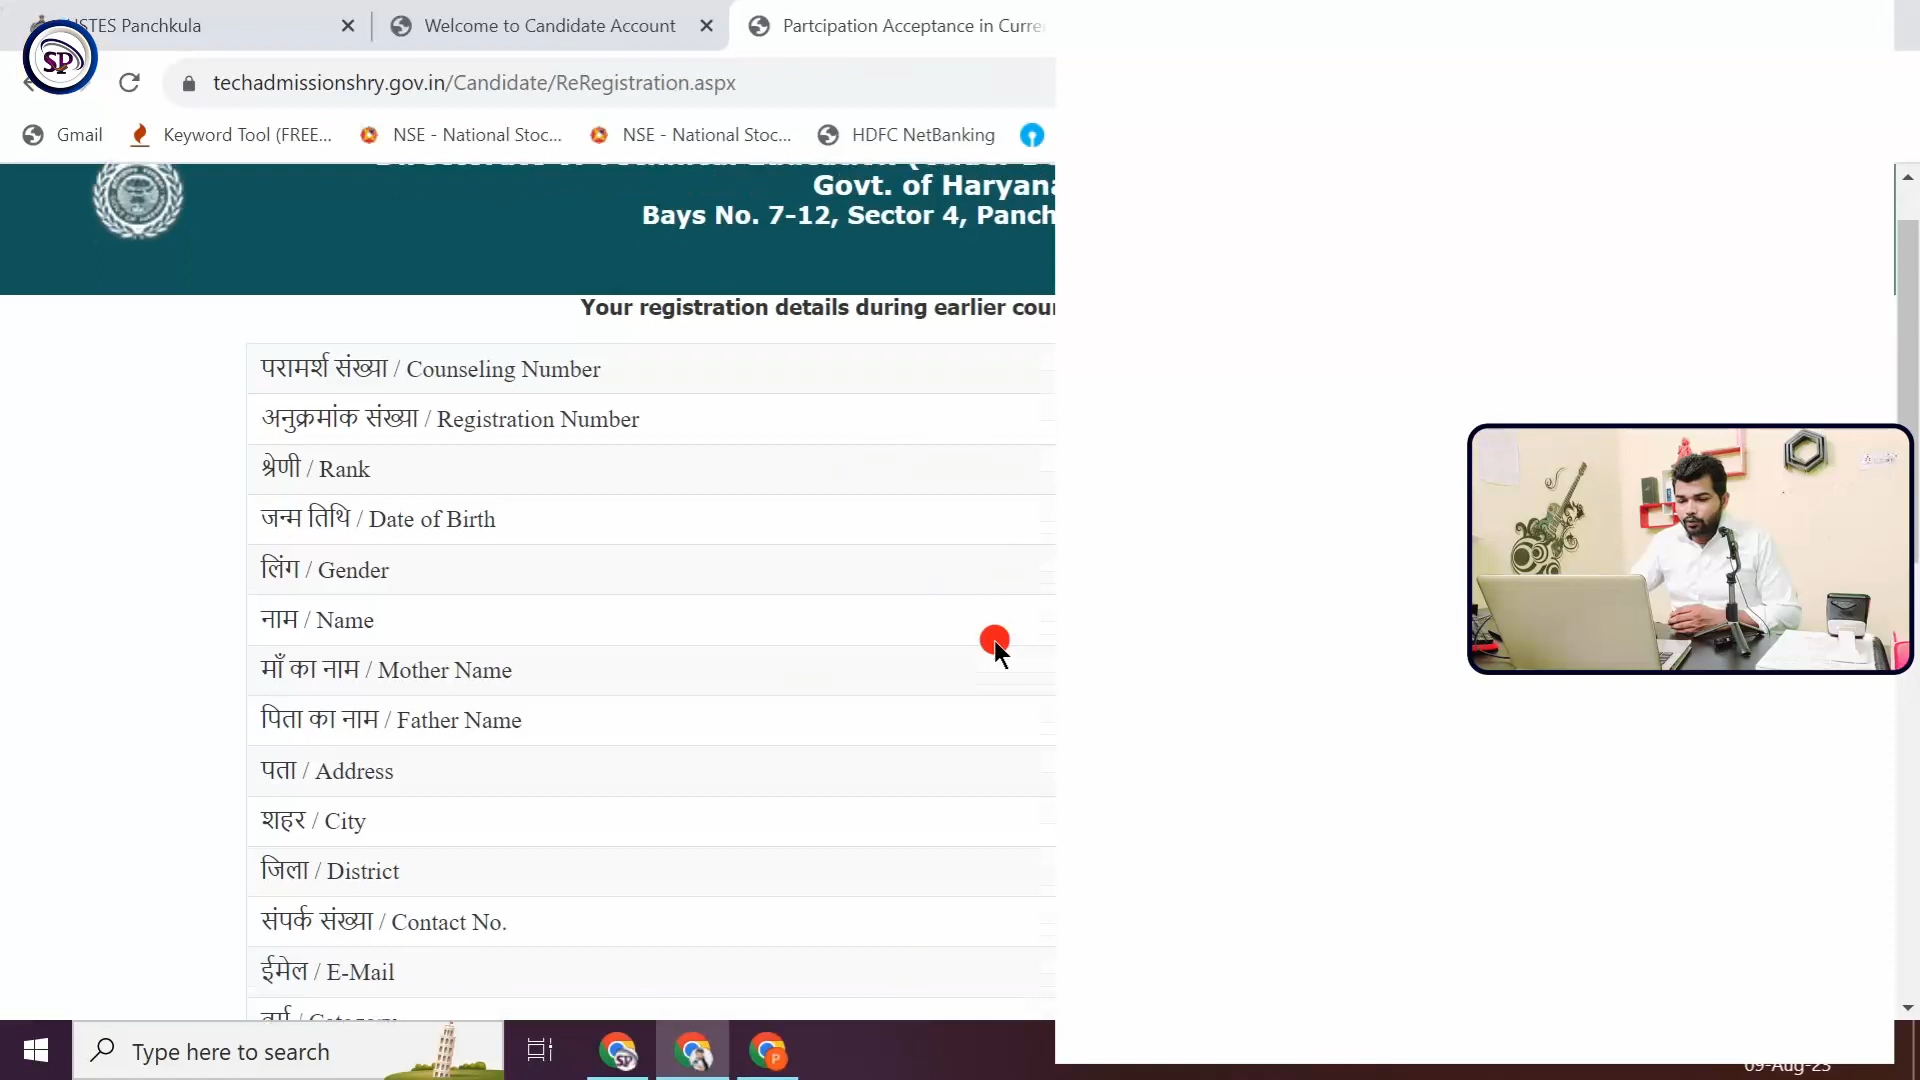 STES Panchkula
Welcome to Candidate Account
Partcipation Acceptance in Curre
SP
techadmissionshry.gov.in/Candidate/ReRegistration.aspx
Gmail
Keyword Tool (FREE...
NSE - National Stoc...
NSE - National Stoc...
HDFC NetBanking
Govt. of Haryana
Bays No. 7-12, Sector 4, Panch
Your registration details during earlier cou
परामर्श संख्या / Counseling Number
अनुक्रमांक संख्या / Registration Number
श्रेणी / Rank
जन्म तिथि / Date of Birth
लिंग / Gender
नाम / Name
माँ का नाम / Mother Name
पिता का नाम / Father Name
पता / Address
शहर / City
जिला / District
संपर्क संख्या / Contact No.
ईमेल / E-Mail
Type here to search
09-Aug-23